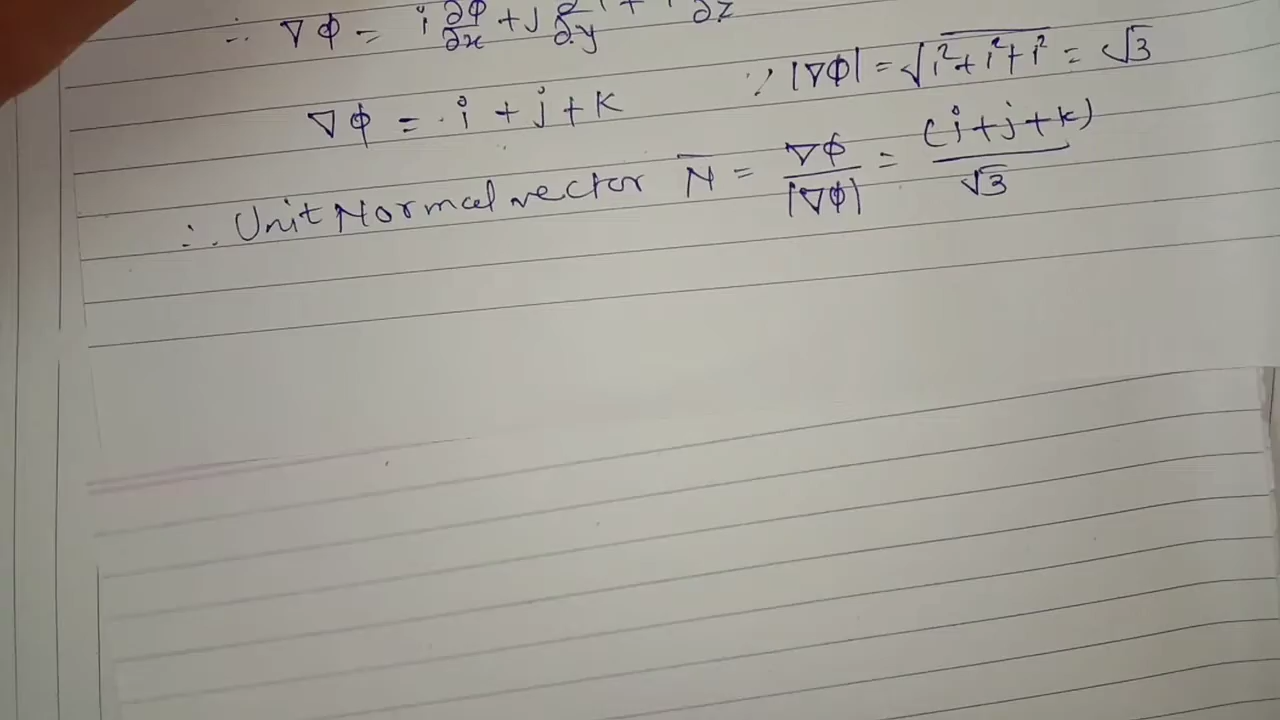 ∴ ∇φ = i ∂φ/∂x + j ∂/∂y + ∂z
∵ |∇φ| = √(1²+1²+1²) = √3
∇φ = i + j + k
∴ Unit Normal vector N̄ = ∇φ/|∇φ| = (i+j+k)/√3